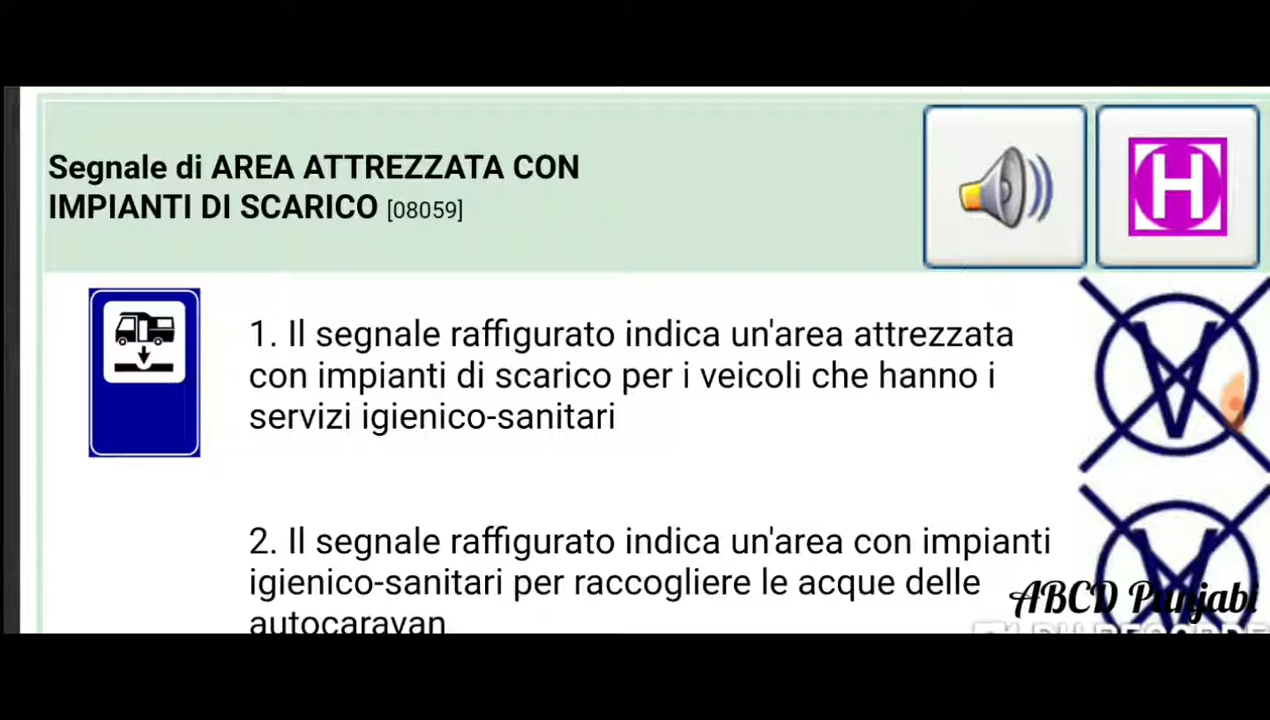 Segnale di AREA ATTREZZATA CON
IMPIANTI DI SCARICO [08059]
H
1. Il segnale raffigurato indica un'area attrezzata
con impianti di scarico per i veicoli che hanno i
servizi igienico-sanitari
V
2. Il segnale raffigurato indica un'area con impianti
igienico-sanitari per raccogliere le acque delle
autocaravan
V
ABCD Punjabi